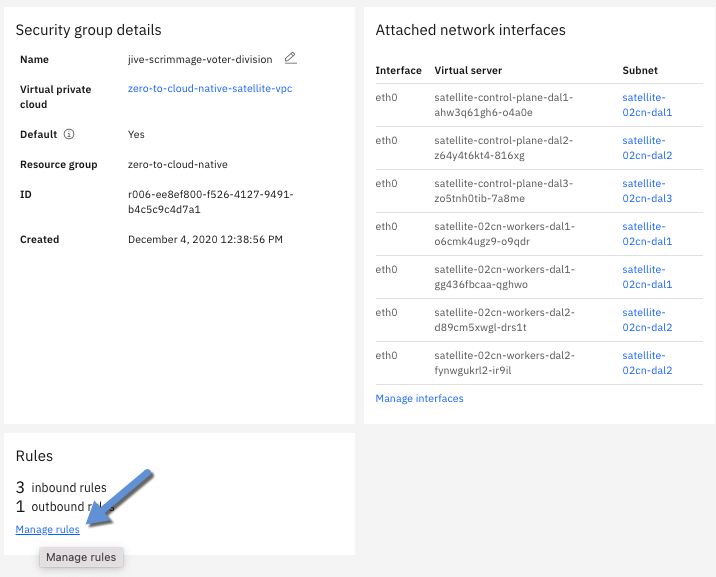 Security group details
Name jive-scrimmage-voter-division
Virtual private
cloud
zero-to-cloud-native-satellite-vpc
Default Yes
Resource group zero-to-cloud-native
ID r006-ee8ef800-f526-4127-9491-
b4c5c9c4d7a1
Created December 4, 2020 12:38:56 PM
Attached network interfaces
Interface Virtual server Subnet
eth0 satellite-control-plane-dal1- satellite-
ahw3q61gh6-o4a0e 02cn-dal1
eth0 satellite-control-plane-dal2- satellite-
z64y4t6kt4-816xg 02cn-dal2
eth0 satellite-control-plane-dal3- satellite-
zo5tnh0tib-7a8me 02cn-dal3
eth0 satellite-02cn-workers-dal1- satellite-
o6cmk4ugz9-o9qdr 02cn-dal1
eth0 satellite-02cn-workers-dal1- satellite-
gg436fbcaa-qghwo 02cn-dal1
eth0 satellite-02cn-workers-dal2- satellite-
d89cm5xwgl-drs1t 02cn-dal2
eth0 satellite-02cn-workers-dal2- satellite-
fynwgukrl2-ir9il 02cn-dal2
Manage interfaces
Rules
3 inbound rules
1 outbound rules
Manage rules
Manage rules